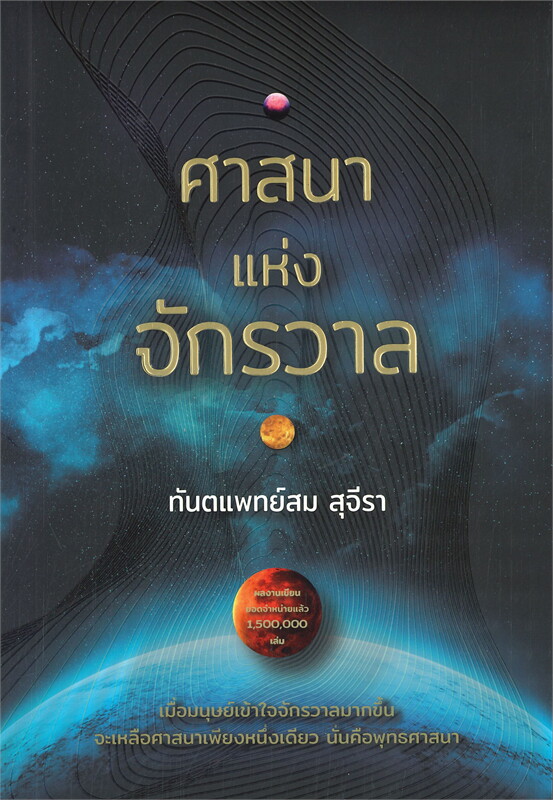 ศาสนา
แห่ง
จักรวาล
ทันตแพทย์สม สุจีรา
ผลงานเขียน
ยอดจำหน่ายแล้ว
1,500,000
เล่ม
เมื่อมนุษย์เข้าใจจักรวาลมากขึ้น
จะเหลือศาสนาเพียงหนึ่งเดียว นั่นคือพุทธศาสนา